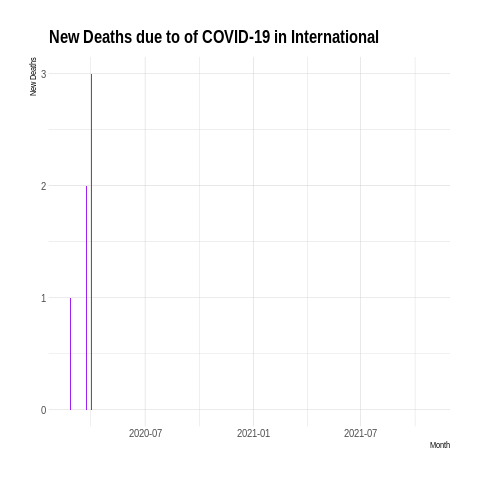 New Deaths due to of COVID-19 in International
New Deaths
3
2
1
0
2020-07 2021-01 2021-07
Month